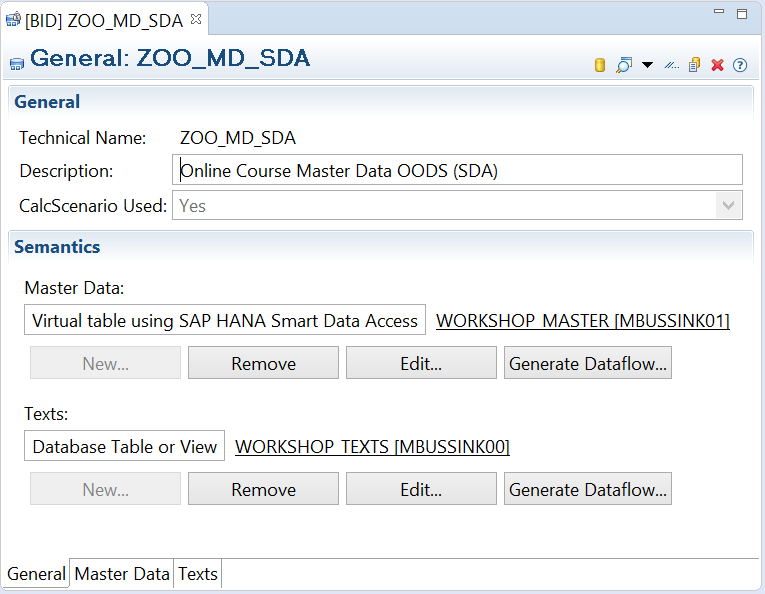 [BID] ZOO_MD_SDA
General: ZOO_MD_SDA
General
Technical Name: ZOO_MD_SDA
Description: Online Course Master Data OODS (SDA)
CalcScenario Used: Yes
Semantics
Master Data:
Virtual table using SAP HANA Smart Data Access WORKSHOP_MASTER [MBUSSINK01]
New... Remove Edit... Generate Dataflow...
Texts:
Database Table or View WORKSHOP_TEXTS [MBUSSINK00]
New... Remove Edit... Generate Dataflow...
General Master Data Texts